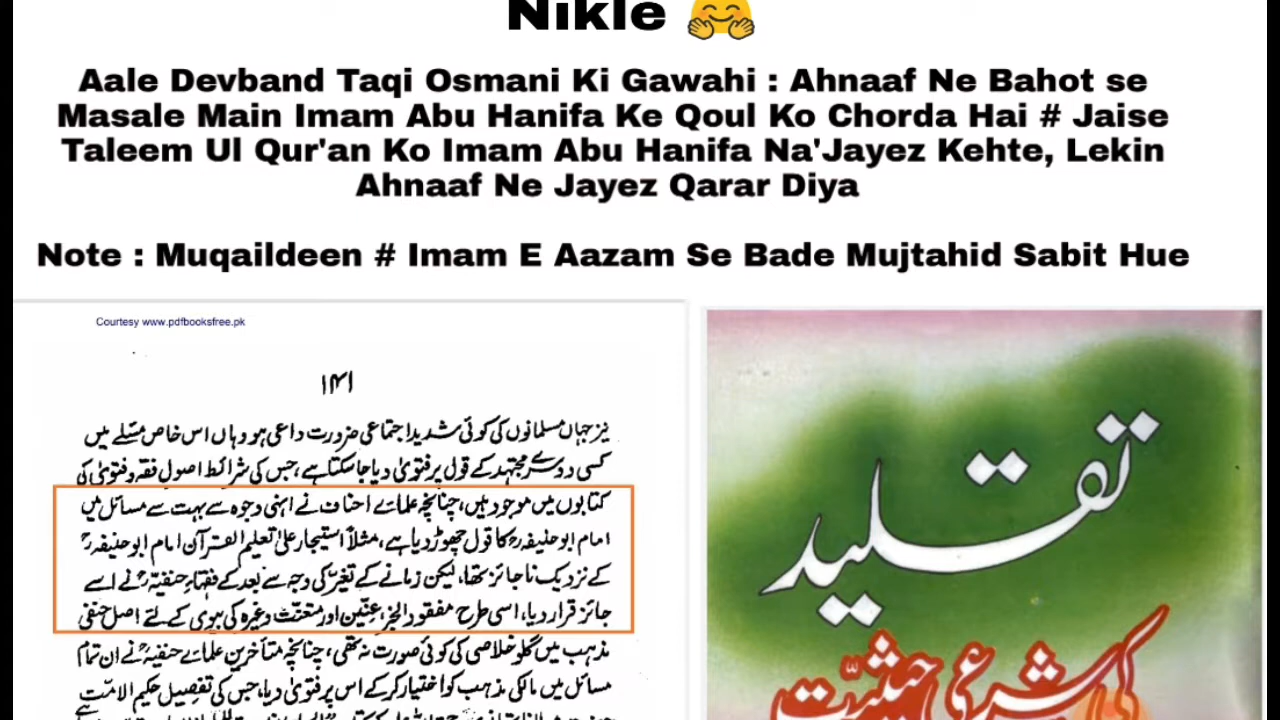 Nikle 🤗
Aale Devband Taqi Osmani Ki Gawahi : Ahnaaf Ne Bahot se
Masale Main Imam Abu Hanifa Ke Qoul Ko Chorda Hai # Jaise
Taleem Ul Qur'an Ko Imam Abu Hanifa Na'Jayez Kehte, Lekin
Ahnaaf Ne Jayez Qarar Diya
Note : Muqaildeen # Imam E Aazam Se Bade Mujtahid Sabit Hue
Courtesy www.pdfbooksfree.pk
۱۴۱
نیز جہاں مسلمانوں کی کوئی شدید اجتماعی ضرورت داعی ہو وہاں اس خاص مسئلے میں
کسی دوسرے مجتہد کے قول پر فتویٰ دیا جا سکتا ہے، جس کی شرائط اصولِ فقہ و فتویٰ کی
کتابوں میں موجود ہیں، چنانچہ علمائے احناف نے انہی وجوہ سے بہت سے مسائل میں
امام ابو حنیفہؒ کا قول چھوڑ دیا ہے، مثلاً استیجار علیٰ تعلیم القرآن امام ابو حنیفہؒ
کے نزدیک ناجائز تھا، لیکن زمانے کے تغیر کی وجہ سے بعد کے فقہاء حنفیہؒ نے اسے
جائز قرار دیا، اسی طرح مفقود الخبر، عِنّین اور متعنّت وغیرہ کی بیوی کے لئے اصل حنفی
مذہب میں گلو خلاصی کی کوئی صورت نہ تھی، چنانچہ متأخرین علمائے حنفیہؒ نے ان تمام
مسائل میں مالکی مذہب کو اختیار کر کے اس پر فتویٰ دیا، جس کی تفصیل حکیم الامت
تقلید
کی شرعی حیثیت